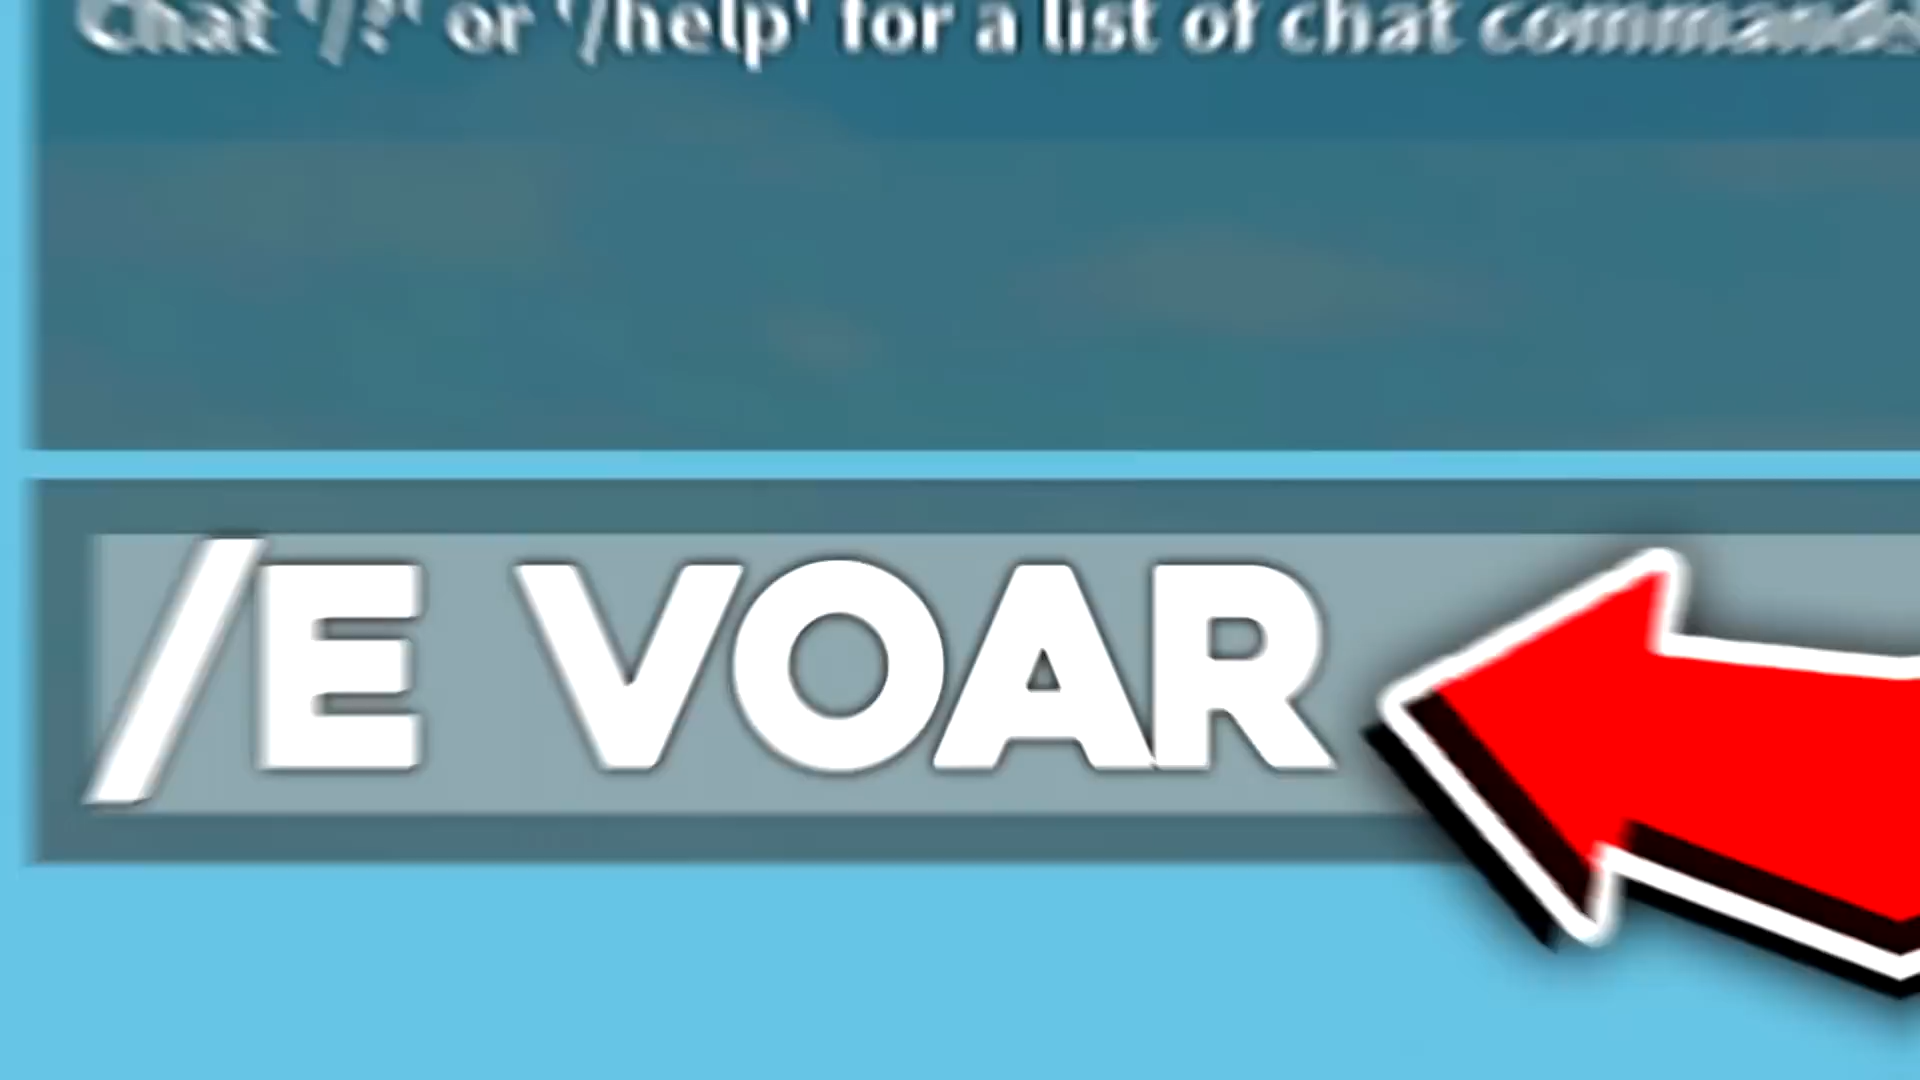 Chat '/?' or '/help' for a list of chat commands
/E VOAR